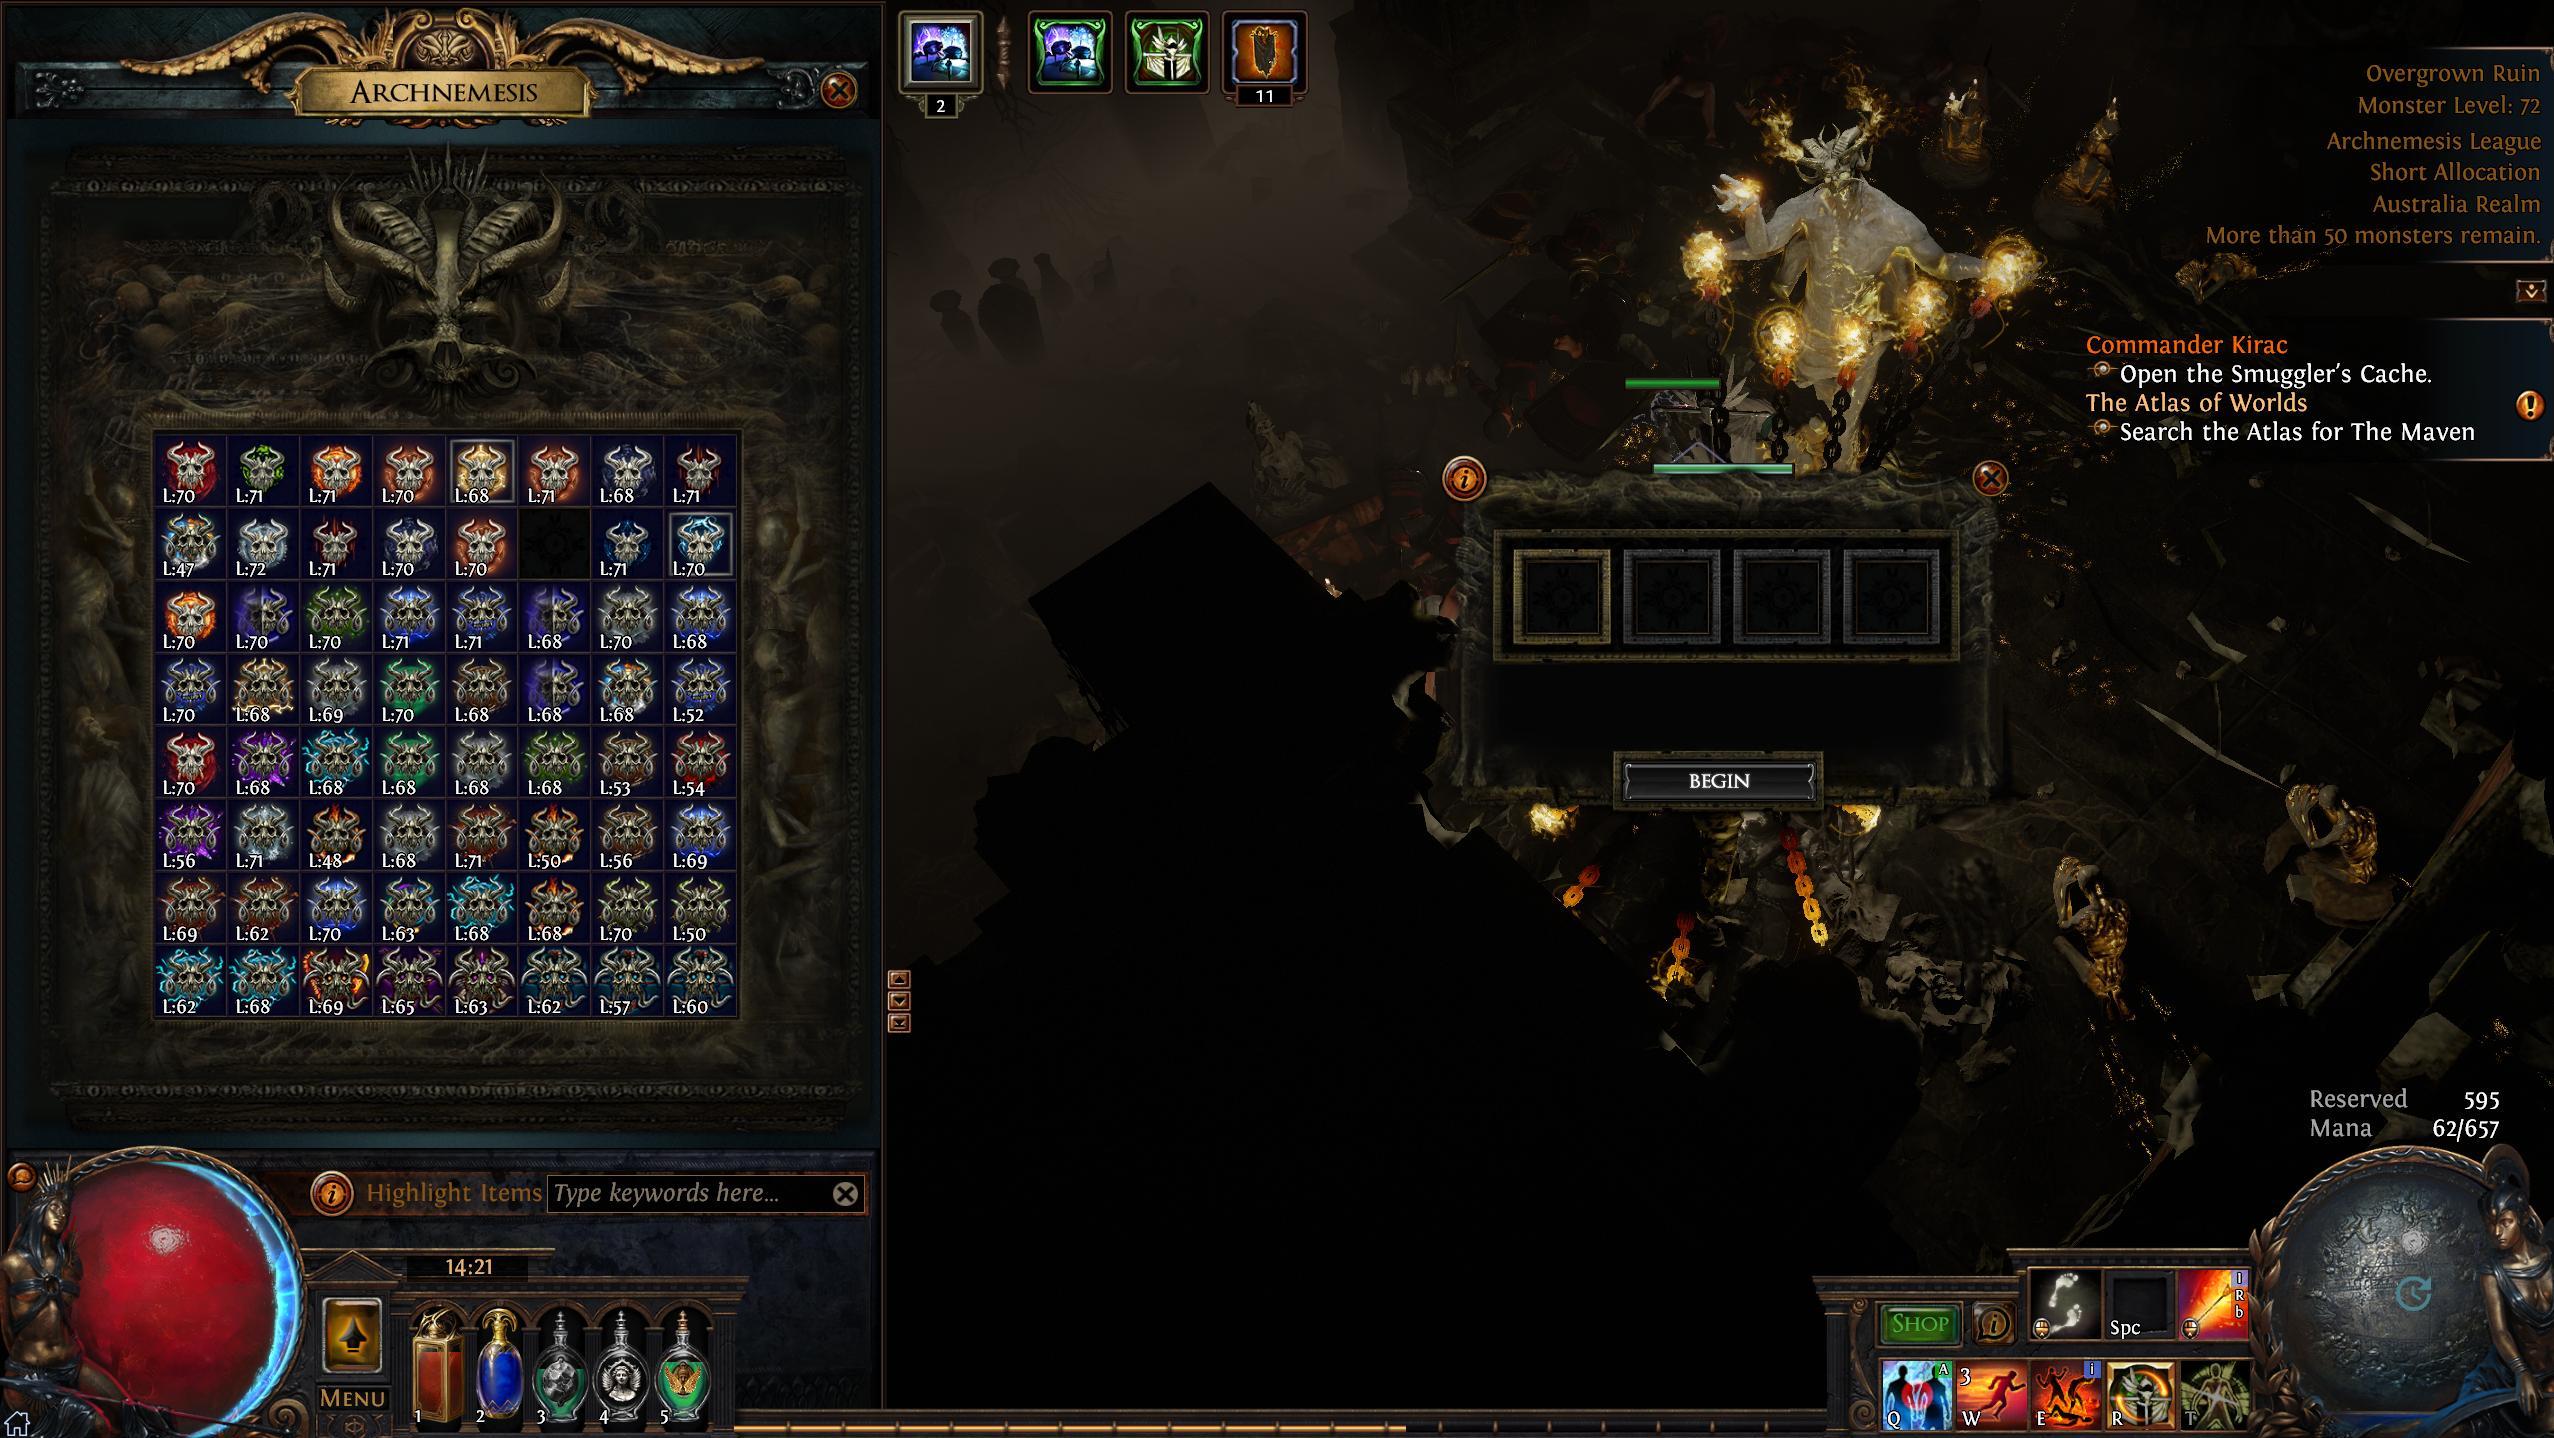 ARCHNEMESIS
2
11
Overgrown Ruin
Monster Level: 72
Archnemesis League
Short Allocation
Australia Realm
More than 50 monsters remain.
Commander Kirac
Open the Smuggler's Cache.
The Atlas of Worlds
Search the Atlas for The Maven
L:70 L:71 L:71 L:70 L:68 L:71 L:68 L:71
L:47 L:72 L:71 L:70 L:70 L:71 L:70
L:70 L:70 L:70 L:71 L:71 L:68 L:70 L:68
L:70 L:68 L:69 L:70 L:68 L:68 L:68 L:52
L:70 L:68 L:68 L:68 L:68 L:68 L:53 L:54
L:56 L:71 L:48 L:68 L:71 L:50 L:56 L:69
L:69 L:62 L:70 L:63 L:68 L:68 L:70 L:50
L:62 L:68 L:69 L:65 L:63 L:62 L:57 L:60
BEGIN
Reserved 595
Mana 62/657
Highlight Items Type keywords here...
14:21
MENU
1 2 3 4 5
SHOP
Spc
I
R
b
Q A
3 W
E i
R
T